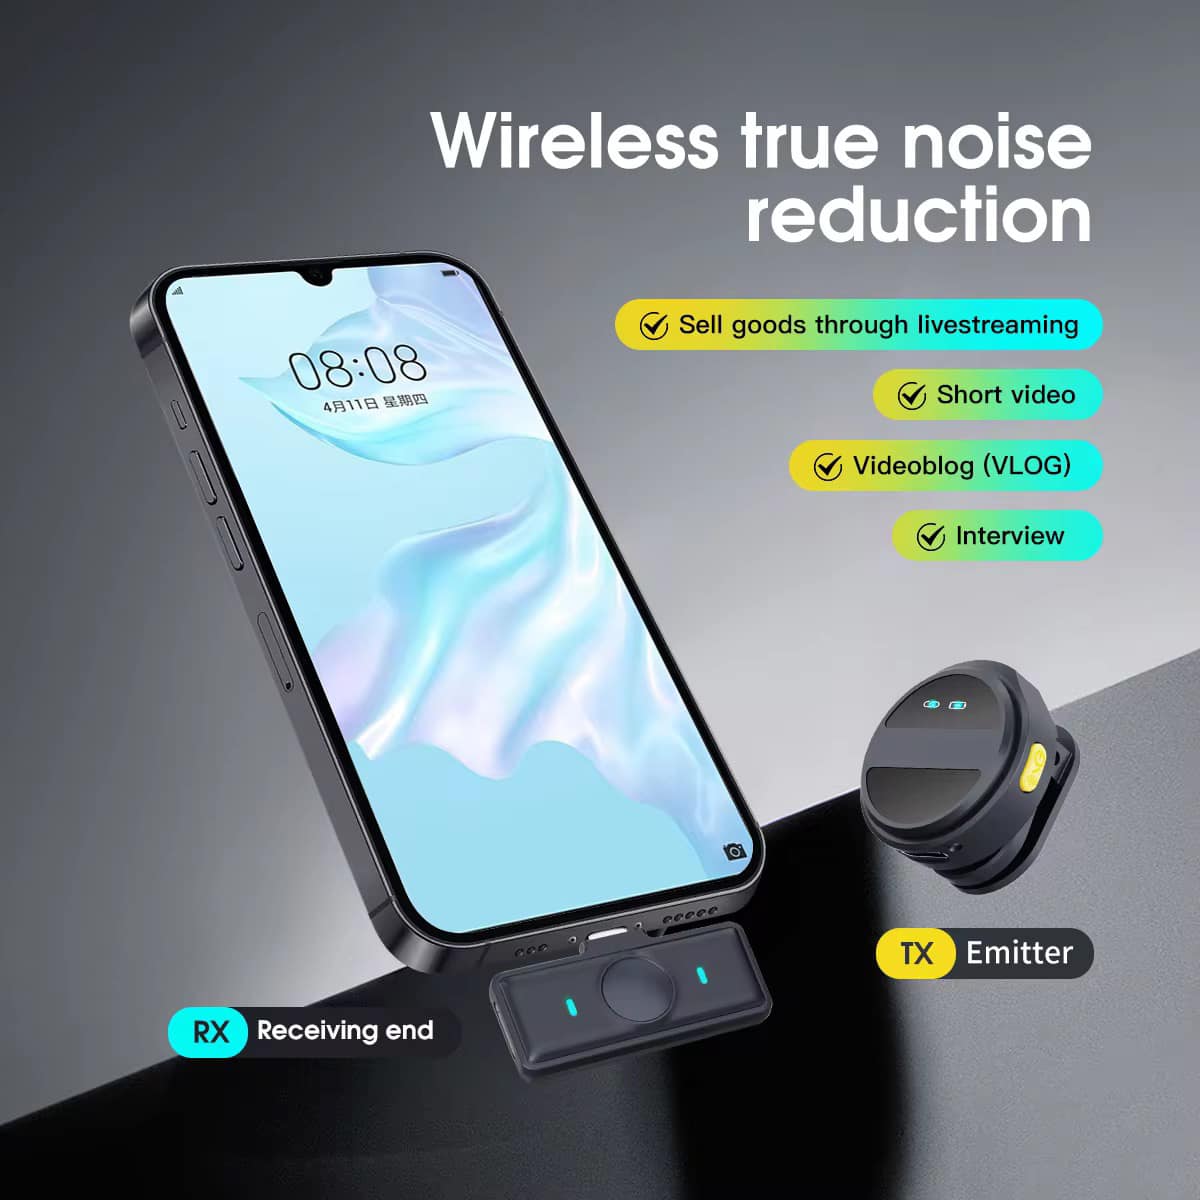 Wireless true noise
reduction
Sell goods through livestreaming
Short video
Videoblog (VLOG)
Interview
08:08
4月11日 星期四
TX Emitter
RX Receiving end